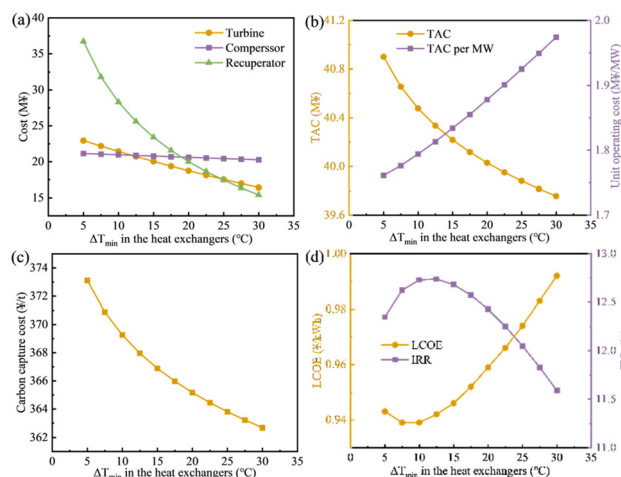 (a)
Turbine
Comperssor
Recuperator
Cost (M¥)
40
35
30
25
20
15
0 5 10 15 20 25 30 35
ΔTmin in the heat exchangers (°C)
(b)
TAC
TAC per MW
TAC (M¥)
41.2
40.8
40.4
40.0
39.6
Unit operating cost (M¥/MW)
2.0
1.9
1.8
1.7
0 5 10 15 20 25 30 35
ΔTmin in the heat exchangers (°C)
(c)
Carbon capture cost (¥/t)
374
372
370
368
366
364
362
0 5 10 15 20 25 30 35
ΔTmin in the heat exchangers (°C)
(d)
LCOE
IRR
LCOE (¥/kWh)
1.00
0.98
0.96
0.94
13.0
12.5
12.0
11.5
11.0
0 5 10 15 20 25 30 35
ΔTmin in the heat exchangers (°C)